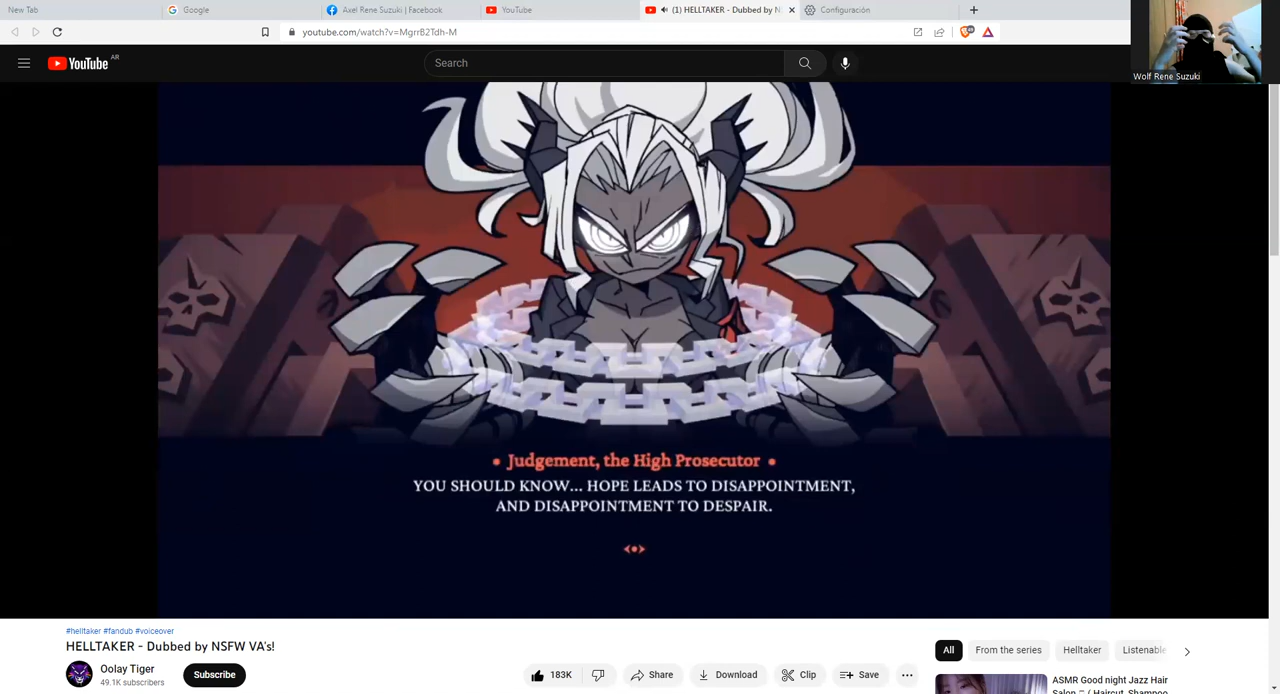 New Tab
Google
Axel Rene Suzuki | Facebook
YouTube
(1) HELLTAKER - Dubbed by N
Configuración
youtube.com/watch?v=MgrrB2Tdh-M
Wolf Rene Suzuki
YouTube AR
Search
• Judgement, the High Prosecutor •
YOU SHOULD KNOW... HOPE LEADS TO DISAPPOINTMENT,
AND DISAPPOINTMENT TO DESPAIR.
#helltaker #fandub #voiceover
HELLTAKER - Dubbed by NSFW VA's!
Oolay Tiger
49.1K subscribers
Subscribe
183K
Share
Download
Clip
Save
All
From the series
Helltaker
Listenable
ASMR Good night Jazz Hair